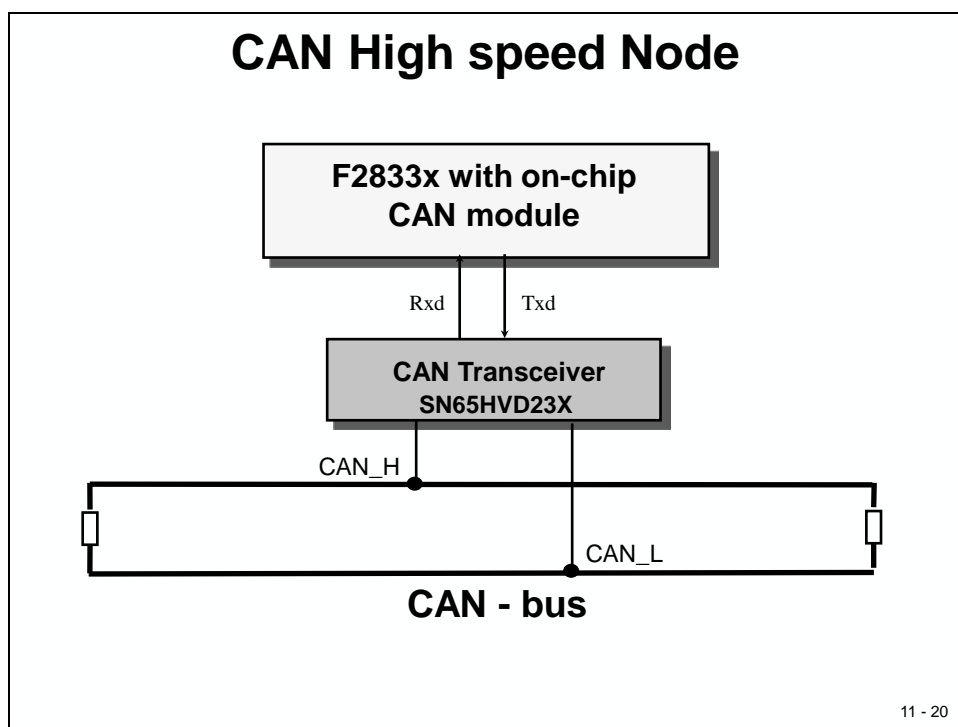 CAN High speed Node
F2833x with on-chip
CAN module
Rxd
Txd
CAN Transceiver
SN65HVD23X
CAN_H
CAN_L
CAN - bus
11 - 20